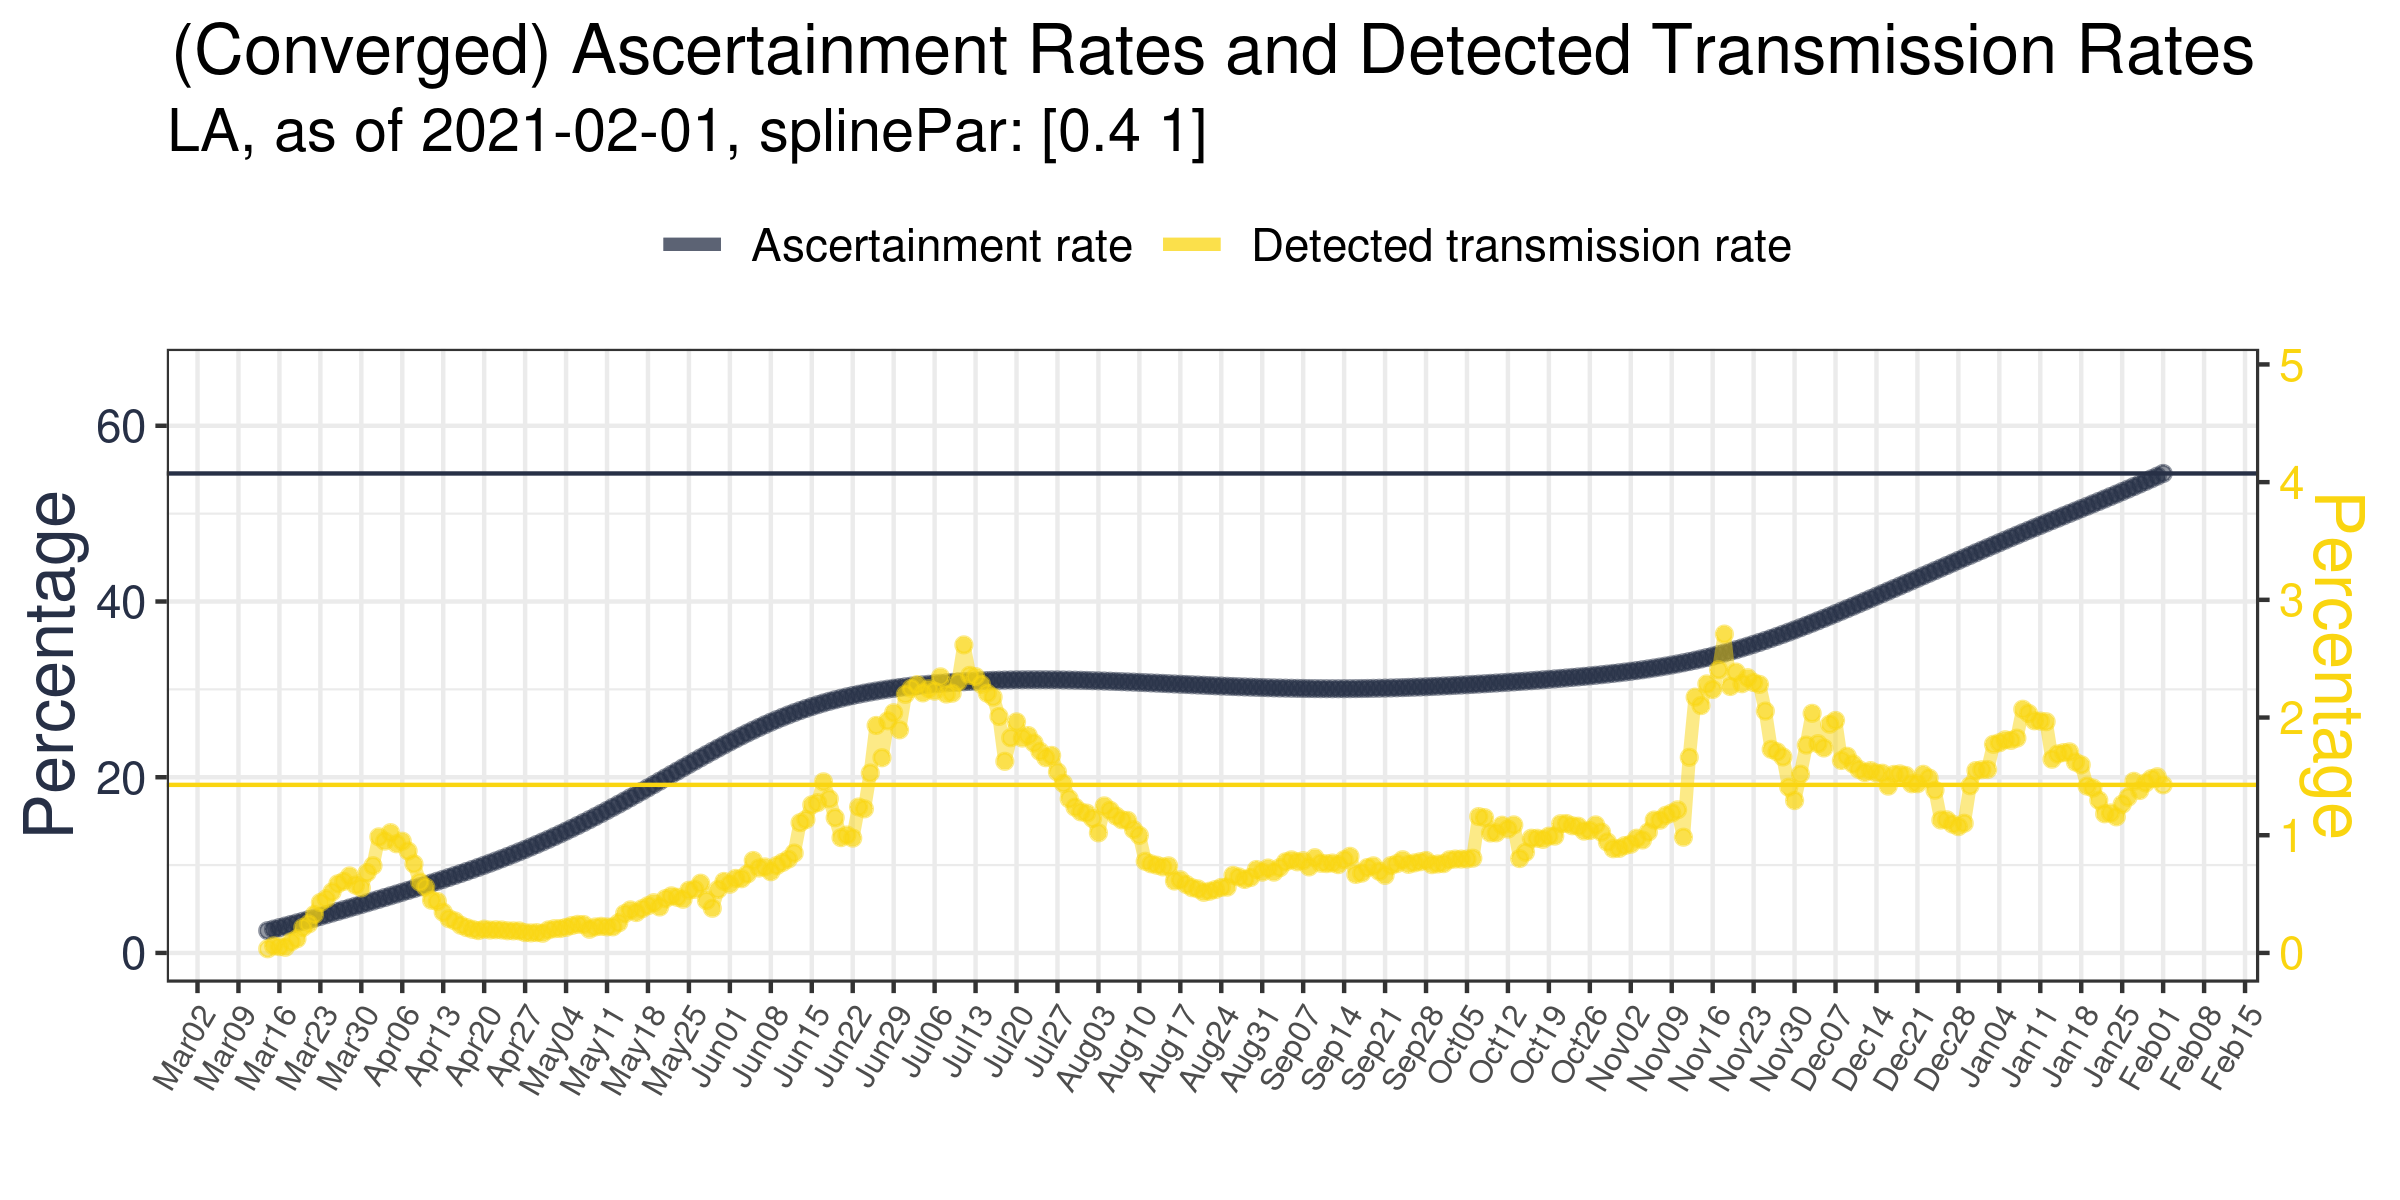 (Converged) Ascertainment Rates and Detected Transmission Rates
LA, as of 2021-02-01, splinePar: [0.4 1]
Ascertainment rate Detected transmission rate
Percentage
60
40
20
0
5
4
3
2
1
0
Percentage
Mar02 Mar09 Mar16 Mar23 Mar30 Apr06 Apr13 Apr20 Apr27 May04 May11 May18 May25 Jun01 Jun08 Jun15 Jun22 Jun29 Jul06 Jul13 Jul20 Jul27 Aug03 Aug10 Aug17 Aug24 Aug31 Sep07 Sep14 Sep21 Sep28 Oct05 Oct12 Oct19 Oct26 Nov02 Nov09 Nov16 Nov23 Nov30 Dec07 Dec14 Dec21 Dec28 Jan04 Jan11 Jan18 Jan25 Feb01 Feb08 Feb15